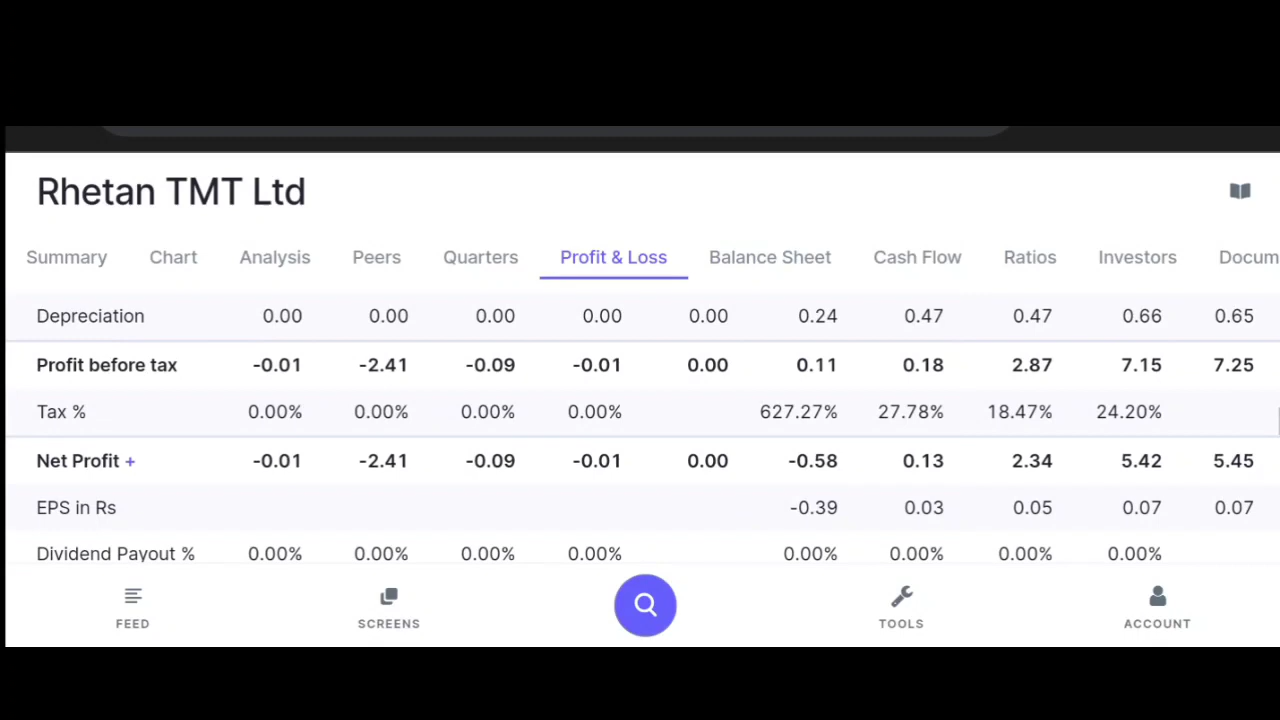 Rhetan TMT Ltd
Summary Chart Analysis Peers Quarters Profit & Loss Balance Sheet Cash Flow Ratios Investors Docum
Depreciation 0.00 0.00 0.00 0.00 0.00 0.24 0.47 0.47 0.66 0.65
Profit before tax -0.01 -2.41 -0.09 -0.01 0.00 0.11 0.18 2.87 7.15 7.25
Tax % 0.00% 0.00% 0.00% 0.00% 627.27% 27.78% 18.47% 24.20%
Net Profit + -0.01 -2.41 -0.09 -0.01 0.00 -0.58 0.13 2.34 5.42 5.45
EPS in Rs -0.39 0.03 0.05 0.07 0.07
Dividend Payout % 0.00% 0.00% 0.00% 0.00% 0.00% 0.00% 0.00% 0.00%
FEED SCREENS TOOLS ACCOUNT